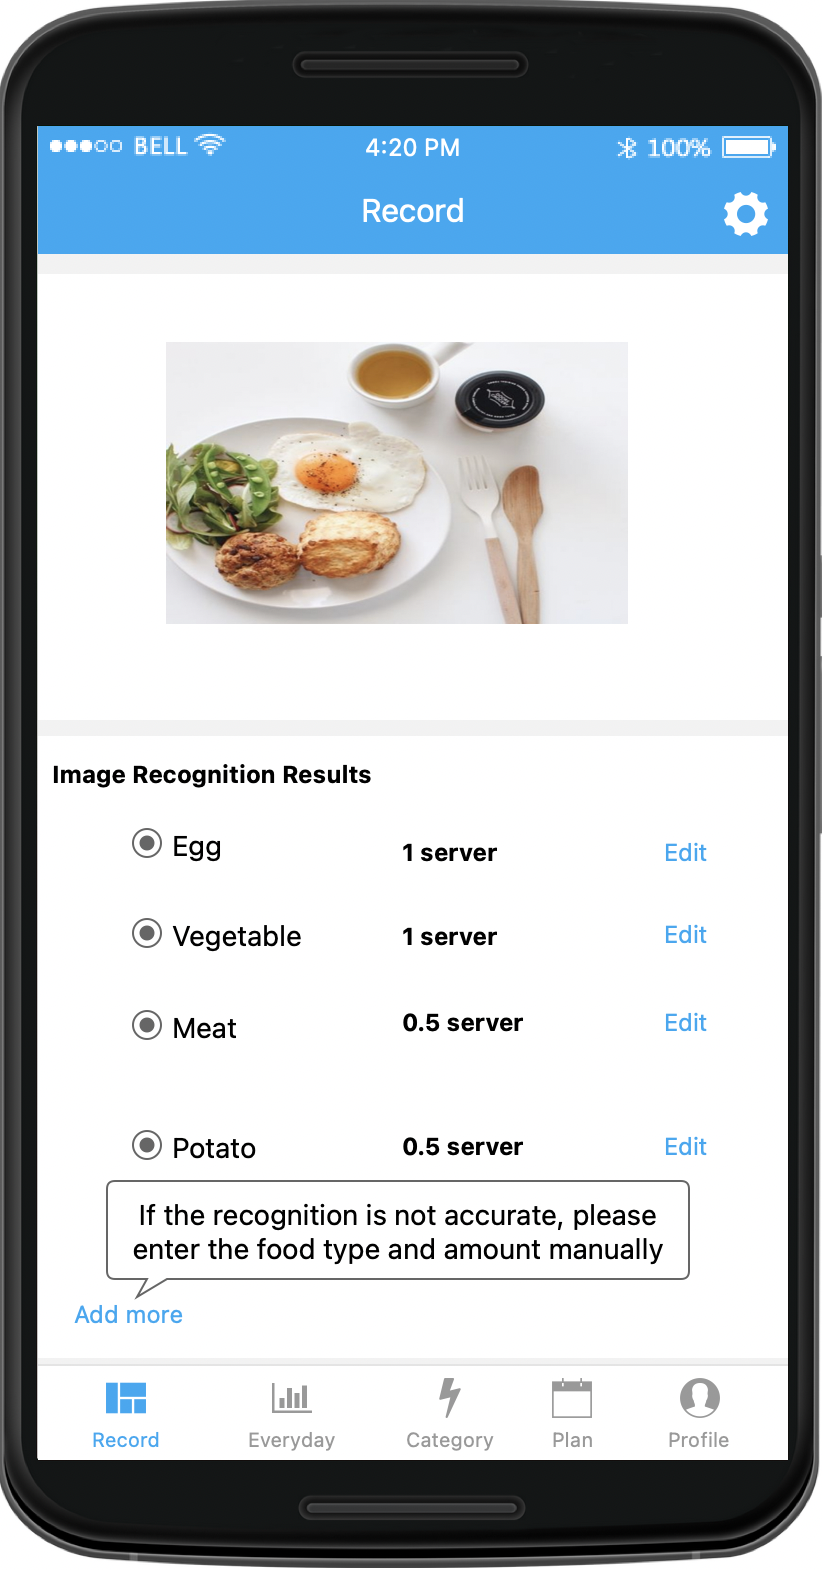 BELL 4:20 PM 100%
Record
Image Recognition Results
Egg 1 server Edit
Vegetable 1 server Edit
Meat 0.5 server Edit
Potato 0.5 server Edit
If the recognition is not accurate, please
enter the food type and amount manually
Add more
Record Everyday Category Plan Profile